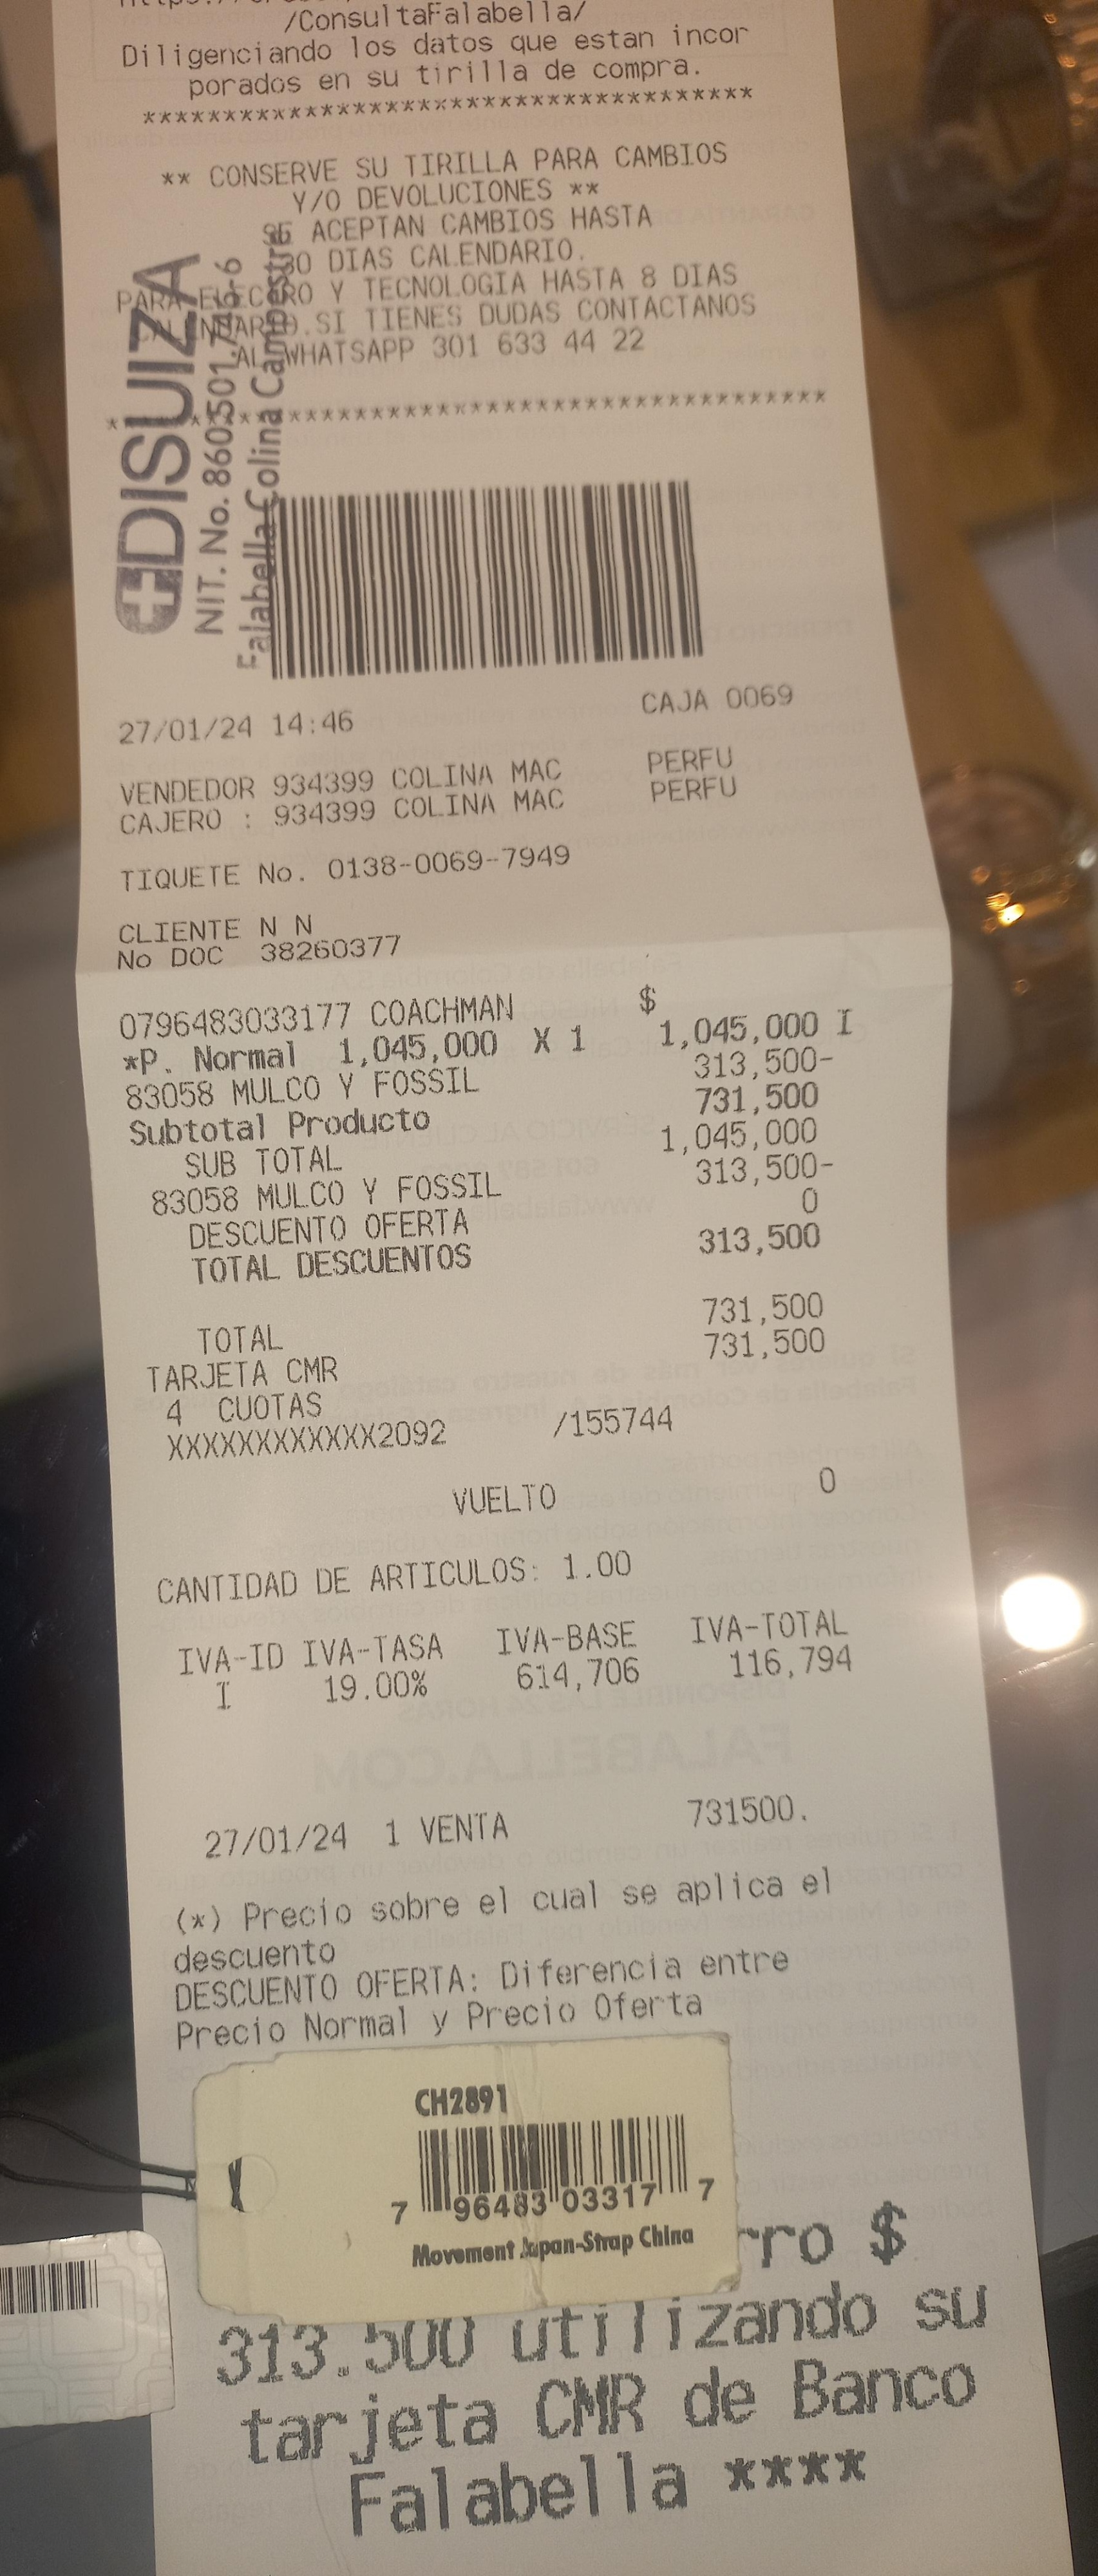 /ConsultaFalabella/
Diligenciando los datos que estan incor
porados en su tirilla de compra.
**************************************
** CONSERVE SU TIRILLA PARA CAMBIOS
Y/O DEVOLUCIONES **
SE ACEPTAN CAMBIOS HASTA
30 DIAS CALENDARIO.
PARA ELECTRO Y TECNOLOGIA HASTA 8 DIAS
CALENDARIO.SI TIENES DUDAS CONTACTANOS
AL WHATSAPP 301 633 44 22
DISUIZA
NIT. No. 860.501.
Falabella Colina Campestre
27/01/24 14:46 CAJA 0069
VENDEDOR 934399 COLINA MAC PERFU
CAJERO : 934399 COLINA MAC PERFU
TIQUETE No. 0138-0069-7949
CLIENTE N N
No DOC 38260377
0796483033177 COACHMAN $
*P. Normal 1,045,000 X 1 1,045,000 I
83058 MULCO Y FOSSIL 313,500-
Subtotal Producto 731,500
SUB TOTAL 1,045,000
83058 MULCO Y FOSSIL 313,500-
DESCUENTO OFERTA 0
TOTAL DESCUENTOS 313,500
TOTAL 731,500
TARJETA CMR 731,500
4 CUOTAS
XXXXXXXXXXXX2092 /155744
VUELTO 0
CANTIDAD DE ARTICULOS: 1.00
IVA-ID IVA-TASA IVA-BASE IVA-TOTAL
I 19.00% 614,706 116,794
FALABELLA.COM
27/01/24 1 VENTA 731500.
(*) Precio sobre el cual se aplica el
descuento
DESCUENTO OFERTA: Diferencia entre
Precio Normal y Precio Oferta
CH2891
7 96483 03317 7
Movement Japan-Strap China
rro $
313.500 utilizando su
tarjeta CMR de Banco
Falabella ****